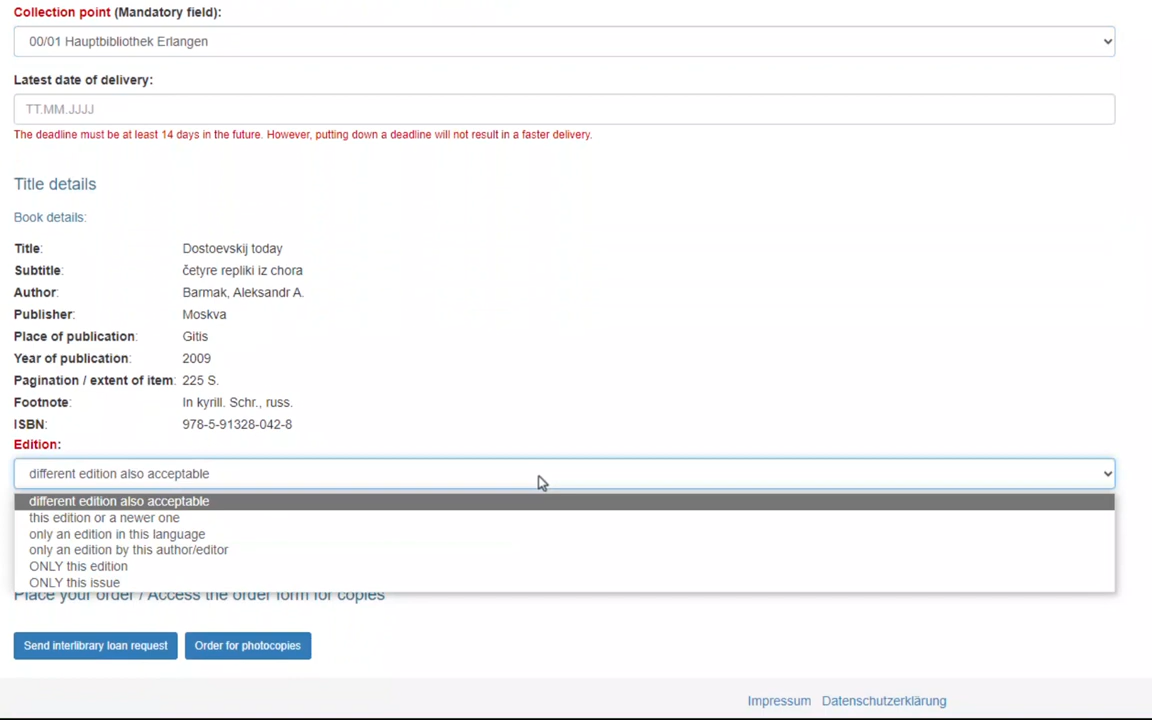 Collection point (Mandatory field):
00/01 Hauptbibliothek Erlangen
Latest date of delivery:
TT.MM.JJJJ
The deadline must be at least 14 days in the future. However, putting down a deadline will not result in a faster delivery.
Title details
Book details:
Title: Dostoevskij today
Subtitle: četyre repliki iz chora
Author: Barmak, Aleksandr A.
Publisher: Moskva
Place of publication: Gitis
Year of publication: 2009
Pagination / extent of item: 225 S.
Footnote: In kyrill. Schr., russ.
ISBN: 978-5-91328-042-8
Edition:
different edition also acceptable
different edition also acceptable
this edition or a newer one
only an edition in this language
only an edition by this author/editor
ONLY this edition
ONLY this issue
Place your order / Access the order form for copies
Send interlibrary loan request Order for photocopies
Impressum Datenschutzerklärung